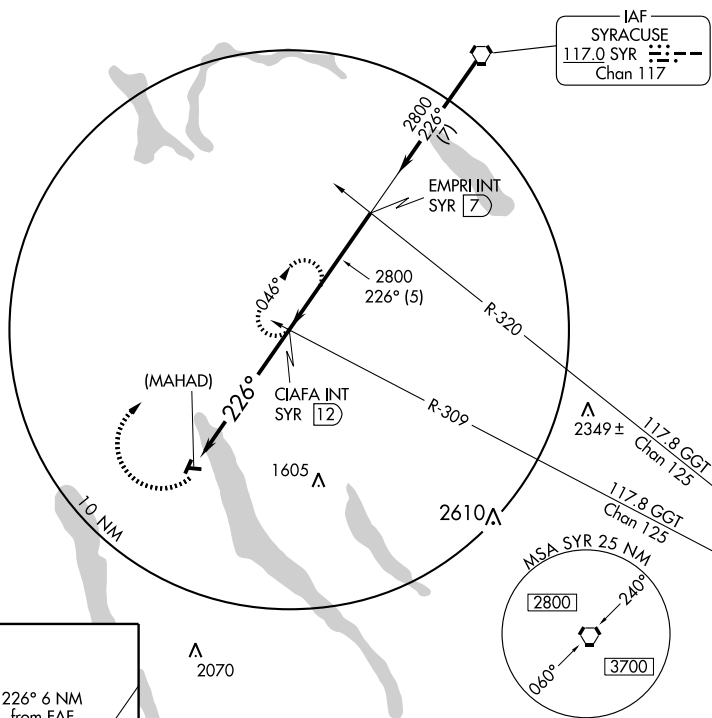 IAF
SYRACUSE
117.0 SYR
Chan 117
2800
226°
(7)
EMPRI INT
SYR 7
2800
226° (5)
046°
R-320
(MAHAD)
226°
CIAFA INT
SYR 12
R-309
2349 ±
117.8 GGT
Chan 125
1605
117.8 GGT
Chan 125
2610
10 NM
MSA SYR 25 NM
240°
2800
3700
060°
2070
226° 6 NM
from FAF